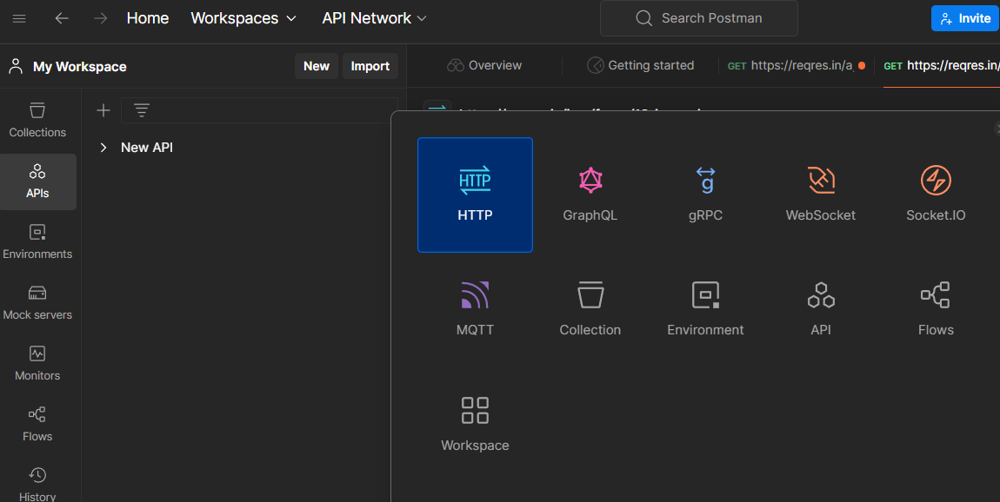 Home Workspaces API Network Search Postman Invite
My Workspace New Import Overview Getting started GET https://reqres.in/a GET https://reqres.in/
Collections
New API
APIs
Environments
Mock servers
Monitors
Flows
History
HTTP
HTTP GraphQL gRPC WebSocket Socket.IO
MQTT Collection Environment API Flows
Workspace